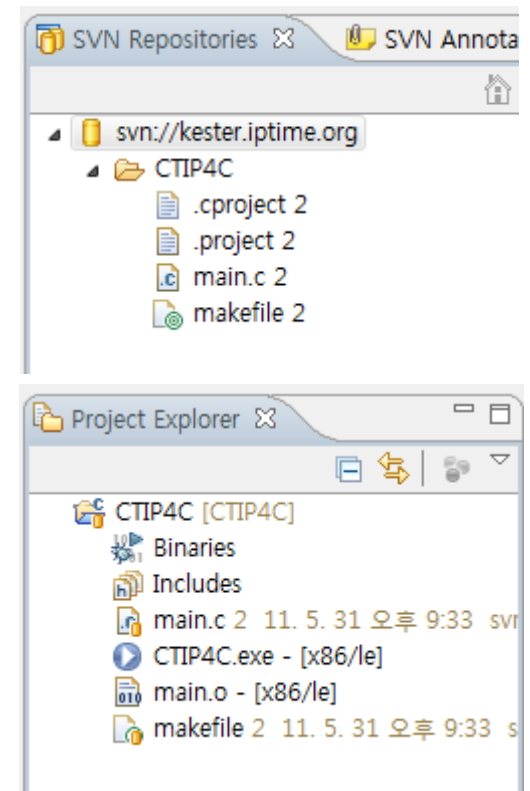 SVN Repositories SVN Annota
svn://kester.iptime.org
CTIP4C
.cproject 2
.project 2
main.c 2
makefile 2
Project Explorer
CTIP4C [CTIP4C]
Binaries
Includes
main.c 2 11. 5. 31 오후 9:33 svr
CTIP4C.exe - [x86/le]
main.o - [x86/le]
makefile 2 11. 5. 31 오후 9:33 s